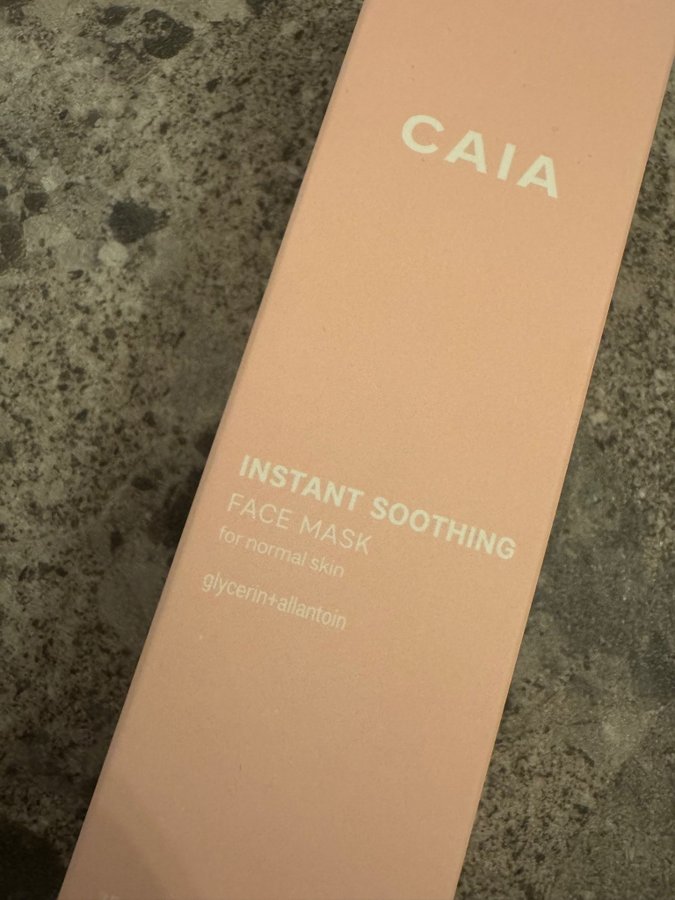 CAIA
INSTANT SOOTHING
FACE MASK
for normal skin
glycerin+allantoin